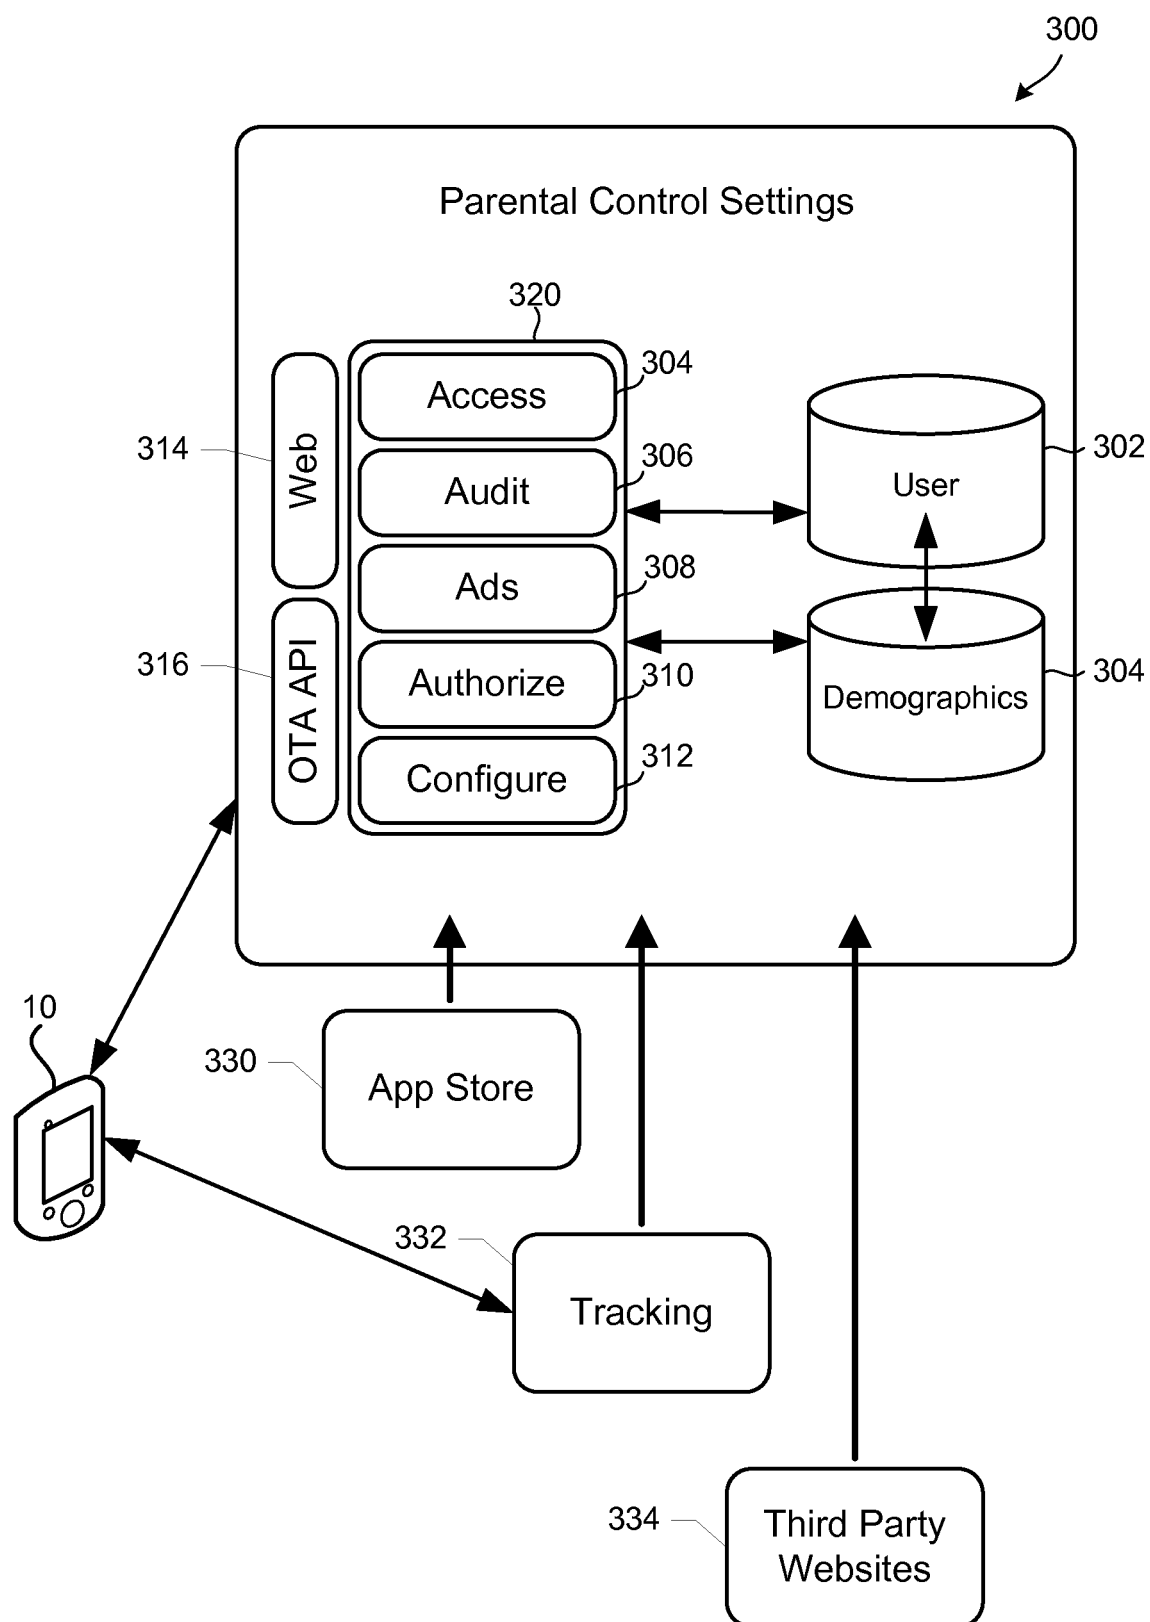 300
Parental Control Settings
320
304
Access
314
Web
306
Audit
302
User
308
Ads
316
OTA API
310
Authorize
304
Demographics
312
Configure
10
330
App Store
332
Tracking
334
Third Party
Websites